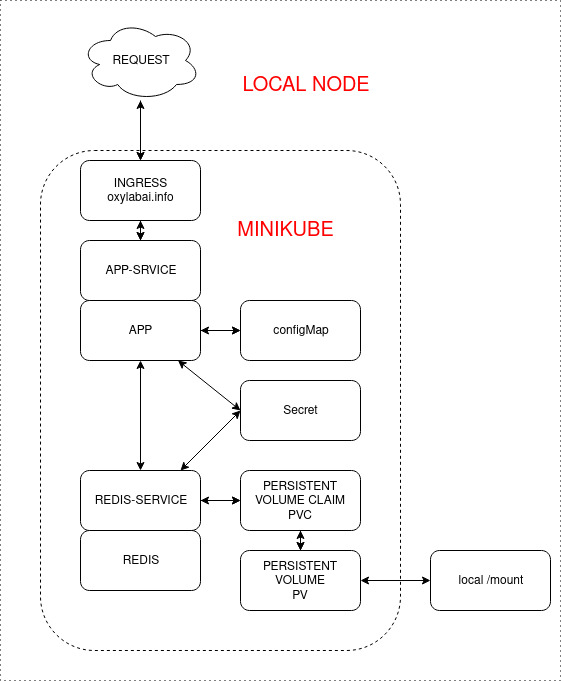 REQUEST
LOCAL NODE
INGRESS
oxylabai.info
MINIKUBE
APP-SRVICE
APP
configMap
Secret
REDIS-SERVICE
PERSISTENT
VOLUME CLAIM
PVC
REDIS
PERSISTENT
VOLUME
PV
local /mount